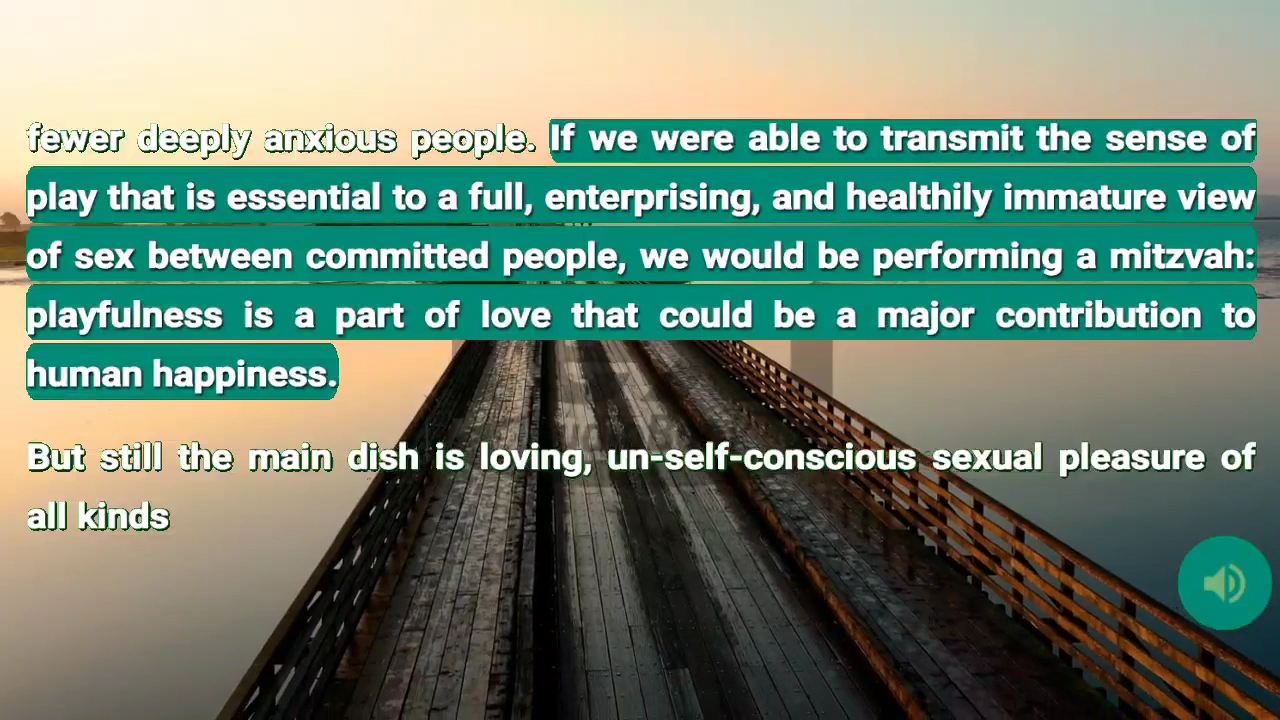 fewer deeply anxious people. If we were able to transmit the sense of
play that is essential to a full, enterprising, and healthily immature view
of sex between committed people, we would be performing a mitzvah:
playfulness is a part of love that could be a major contribution to
human happiness.
But still the main dish is loving, un-self-conscious sexual pleasure of
all kinds